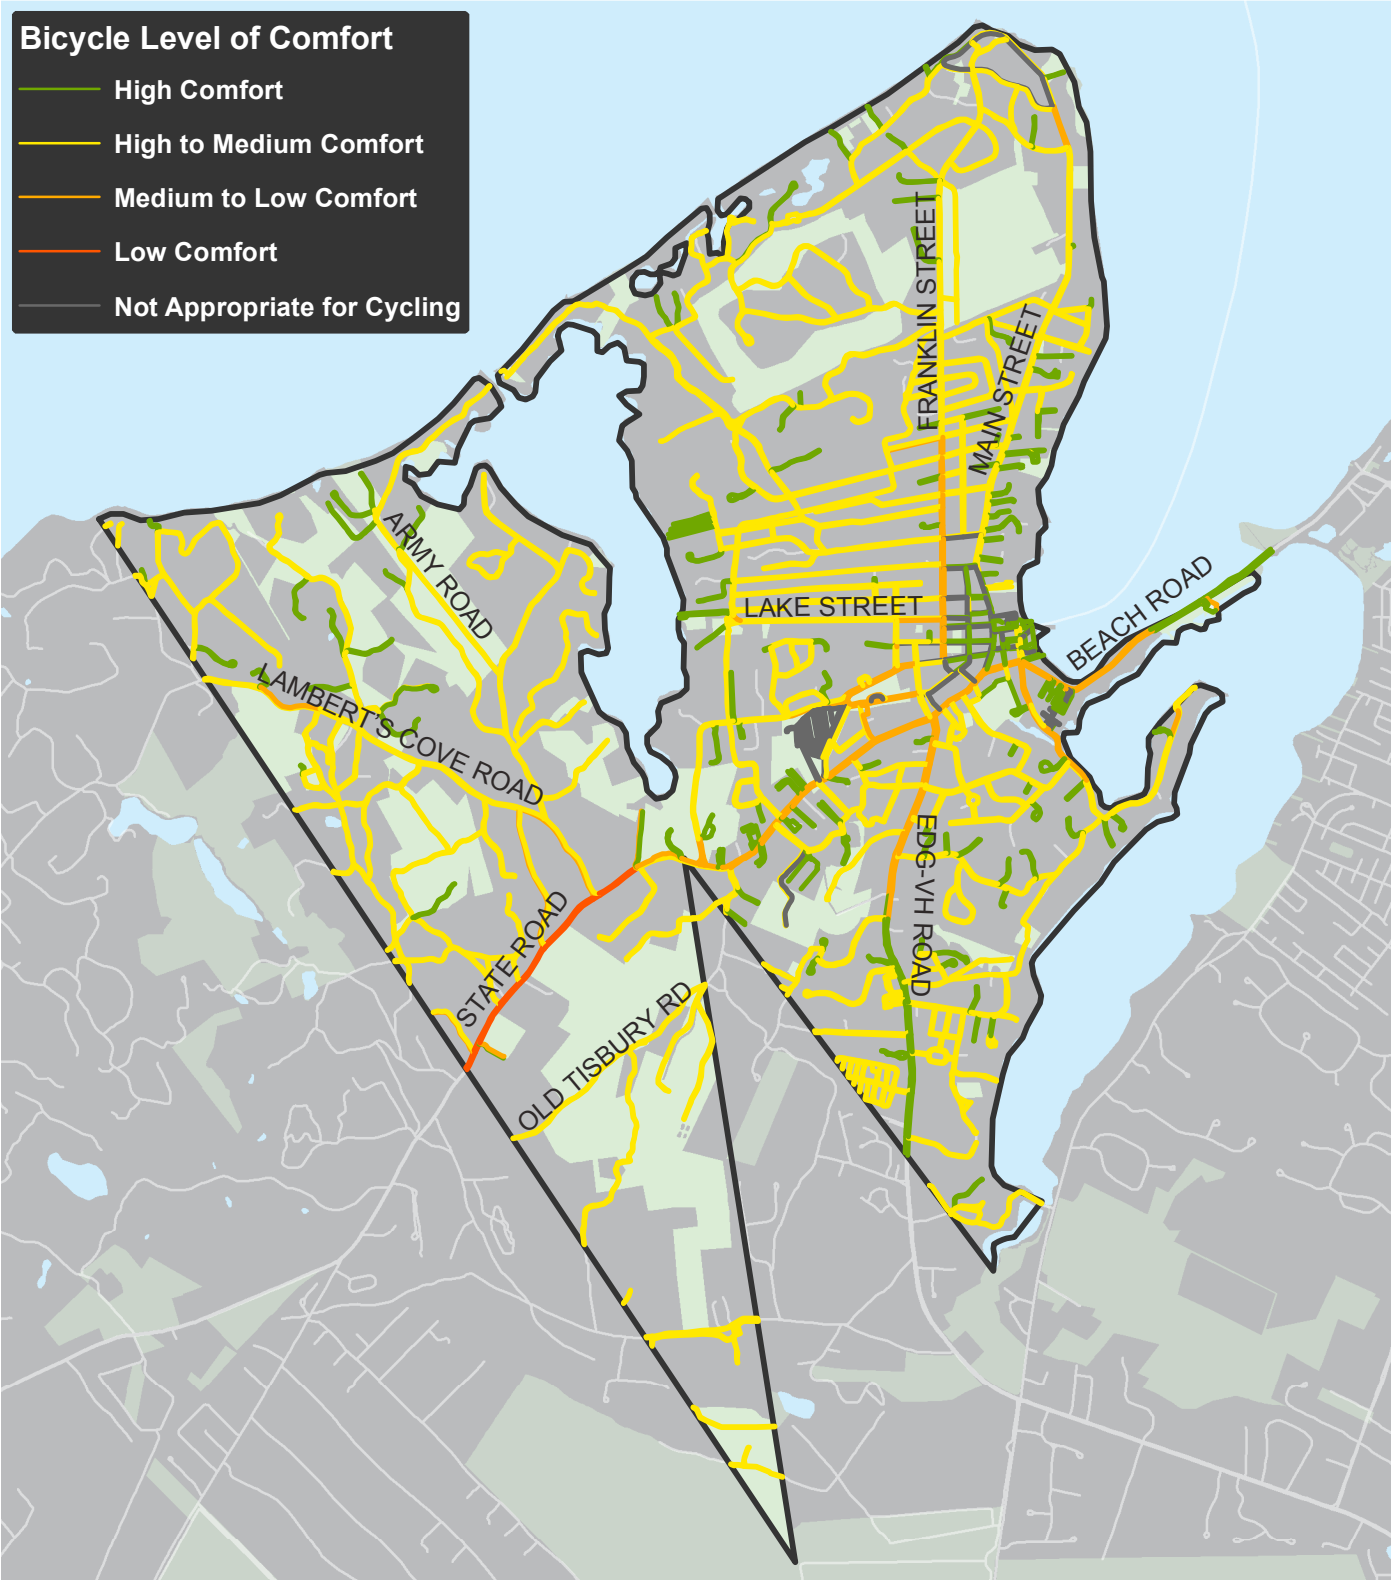 Bicycle Level of Comfort
High Comfort
High to Medium Comfort
Medium to Low Comfort
Low Comfort
Not Appropriate for Cycling
FRANKLIN STREET
MAIN STREET
ARMY ROAD
LAKE STREET
BEACH ROAD
LAMBERT'S COVE ROAD
EDG-VH ROAD
STATE ROAD
OLD TISBURY RD